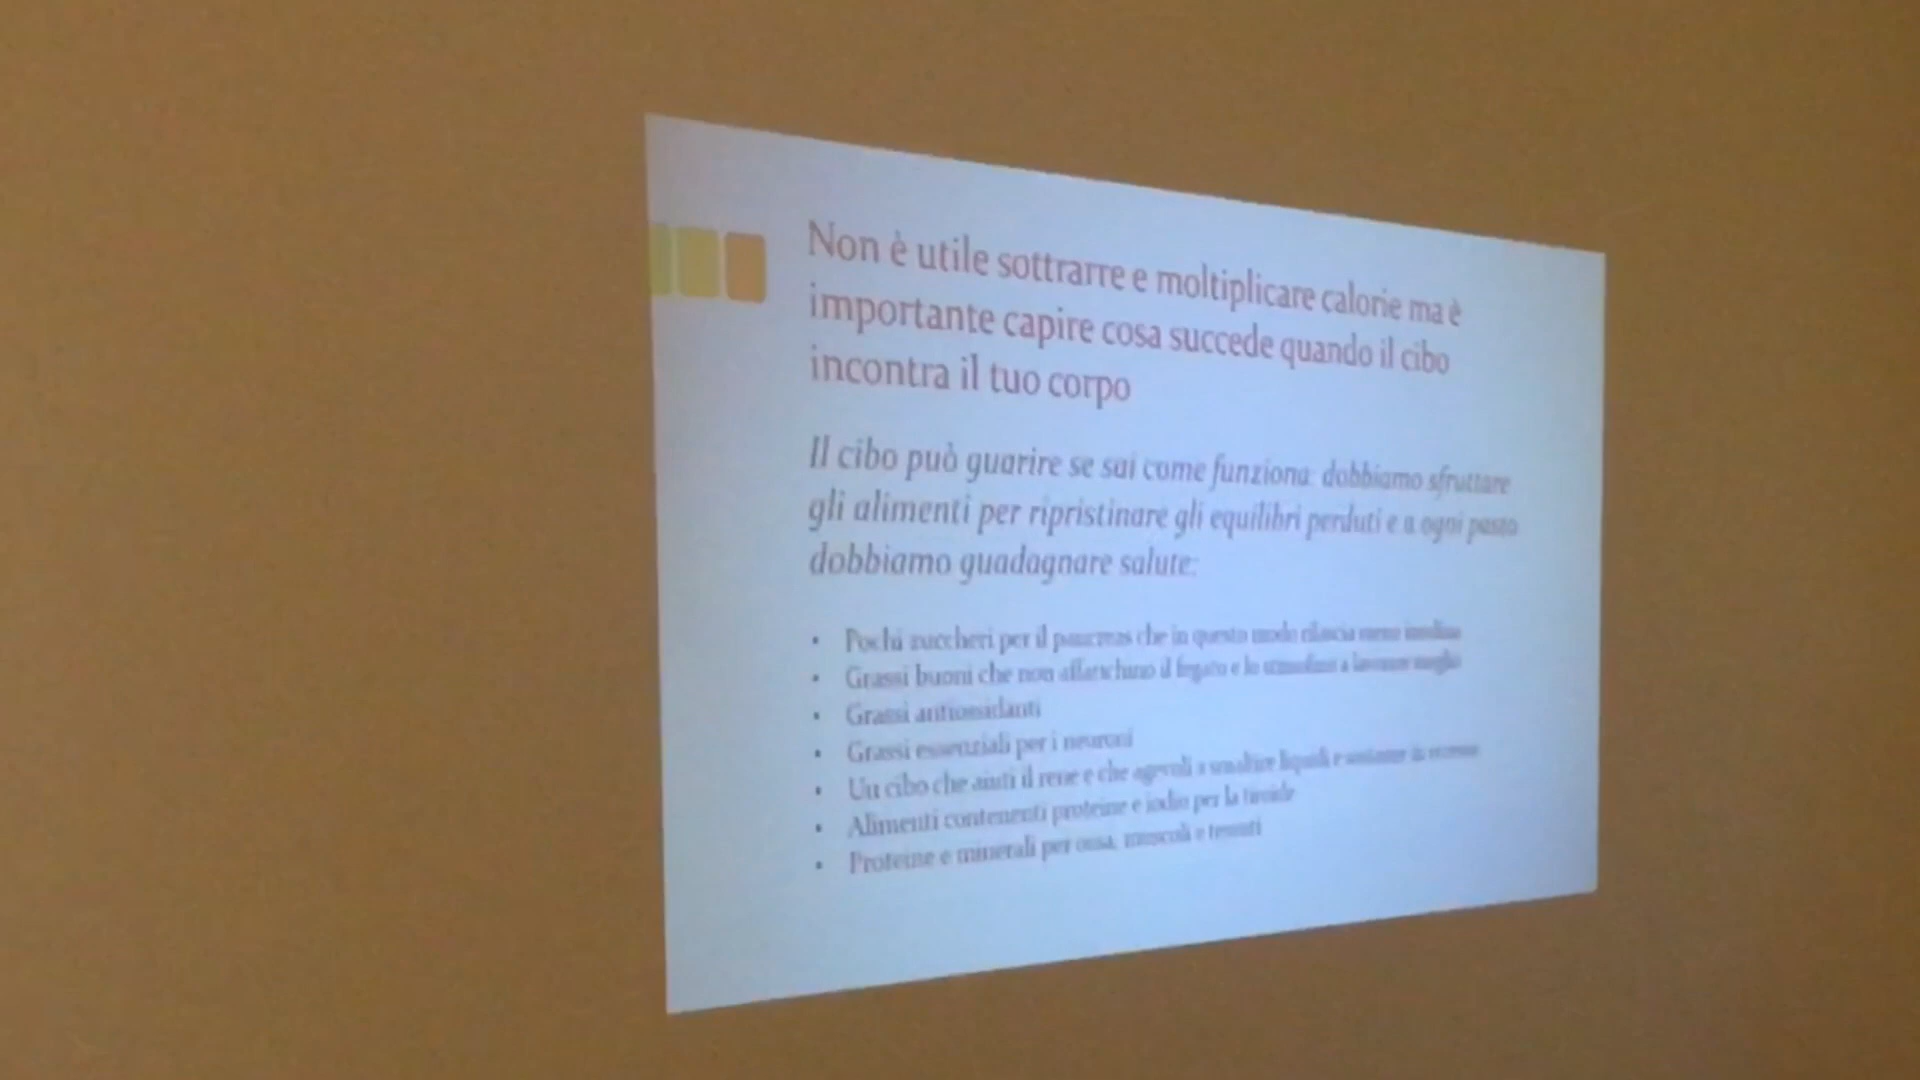 Non è utile sottrarre e moltiplicare calorie ma è
importante capire cosa succede quando il cibo
incontra il tuo corpo
Il cibo può guarire se sai come funziona: dobbiamo sfruttare
gli alimenti per ripristinare gli equilibri perduti e a ogni pasto
dobbiamo guadagnare salute:
• Pochi zuccheri per il pancreas che in questo modo rilascia meno insulina
• Grassi buoni che non affatichino il fegato e lo stimolino a lavorare meglio
• Grassi antiossidanti
• Grassi essenziali per i neuroni
• Un cibo che aiuti il rene e che agevoli a smaltire liquidi e
• Alimenti contenenti proteine e iodio per la tiroide
• Proteine e minerali per ossa, muscoli e tessuti